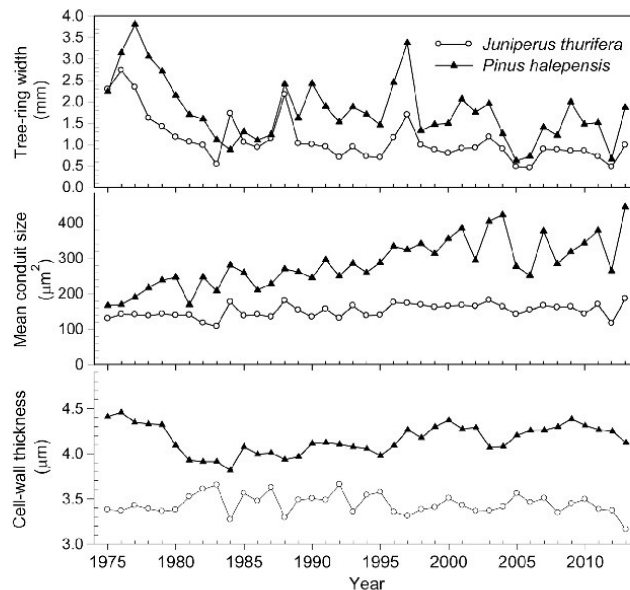 4.0
3.5
3.0
2.5
2.0
1.5
1.0
0.5
0.0
Tree-ring width
(mm)
Juniperus thurifera
Pinus halepensis
400
300
200
100
0
Mean conduit size
(µm²)
4.5
4.0
3.5
3.0
Cell-wall thickness
(µm)
1975 1980 1985 1990 1995 2000 2005 2010
Year